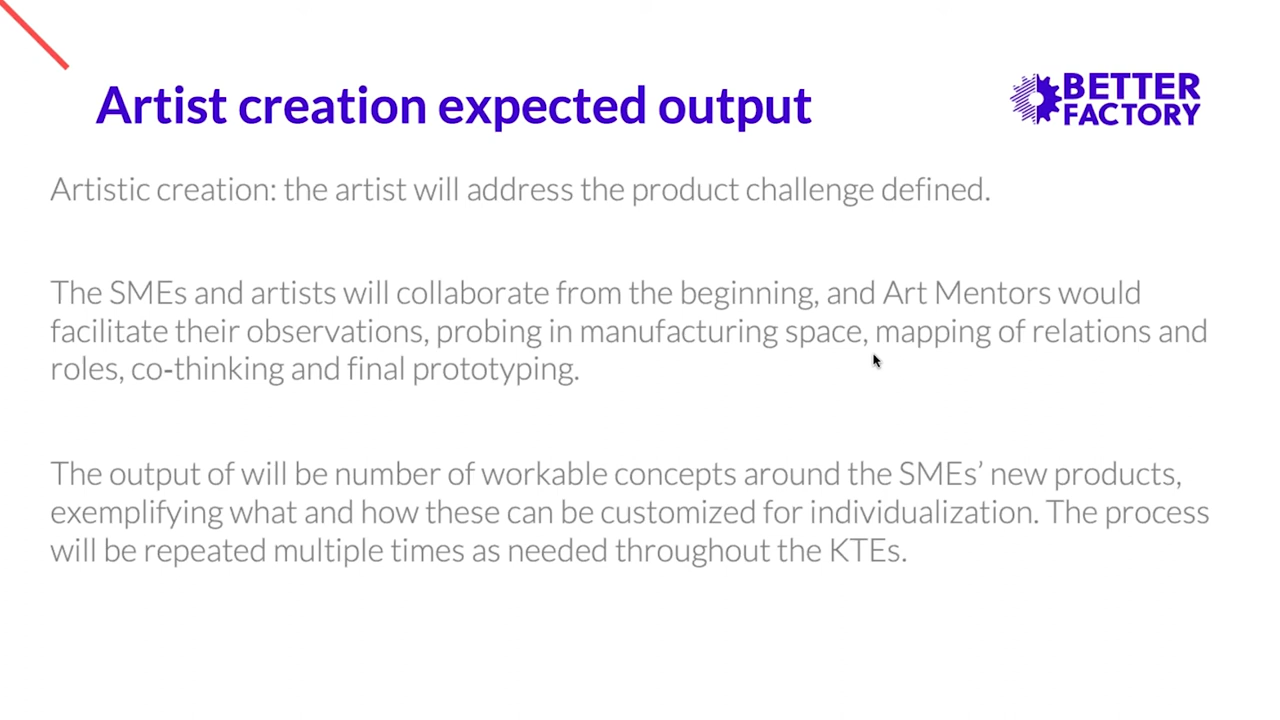 Artist creation expected output
BETTER
FACTORY
Artistic creation: the artist will address the product challenge defined.
The SMEs and artists will collaborate from the beginning, and Art Mentors would
facilitate their observations, probing in manufacturing space, mapping of relations and
roles, co-thinking and final prototyping.
The output of will be number of workable concepts around the SMEs’ new products,
exemplifying what and how these can be customized for individualization. The process
will be repeated multiple times as needed throughout the KTEs.